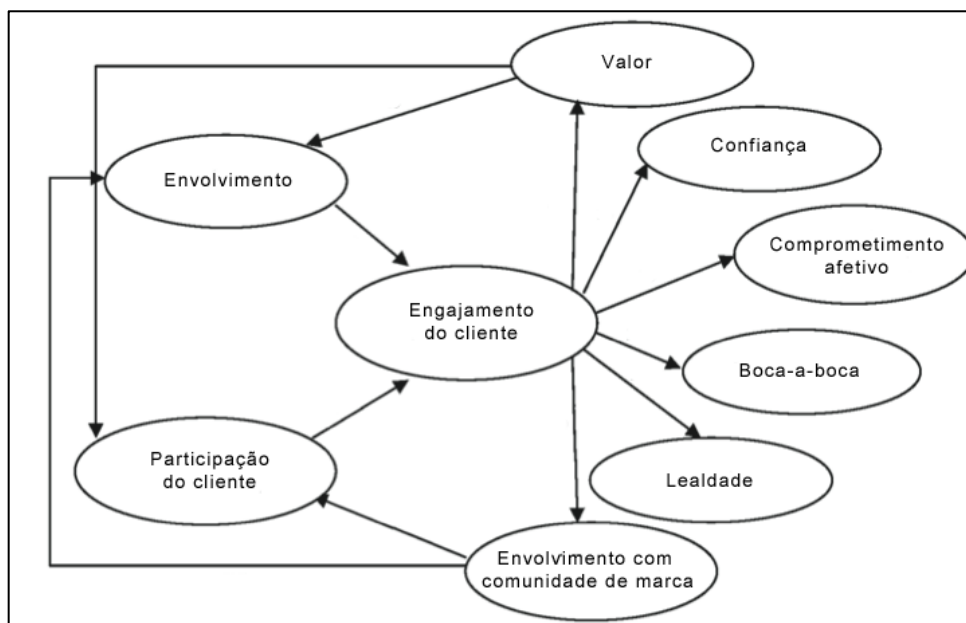 Valor
Confiança
Envolvimento
Comprometimento
afetivo
Engajamento
do cliente
Boca-a-boca
Participação
do cliente
Lealdade
Envolvimento com
comunidade de marca